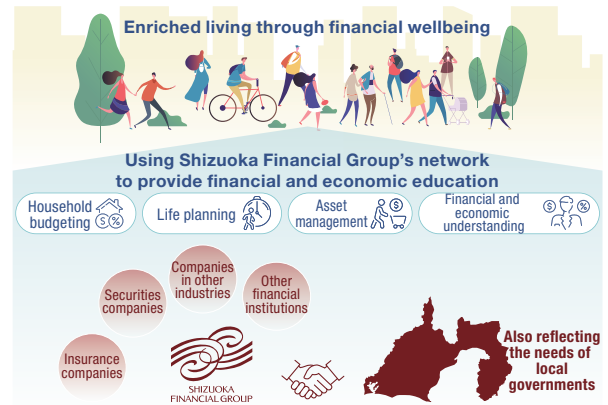 Enriched living through financial wellbeing
Using Shizuoka Financial Group's network
to provide financial and economic education
Household
budgeting
Life planning
Asset
management
Financial and
economic
understanding
Companies
in other
industries
Other
financial
institutions
Securities
companies
Insurance
companies
SHIZUOKA
FINANCIAL GROUP
Also reflecting
the needs of
local
governments